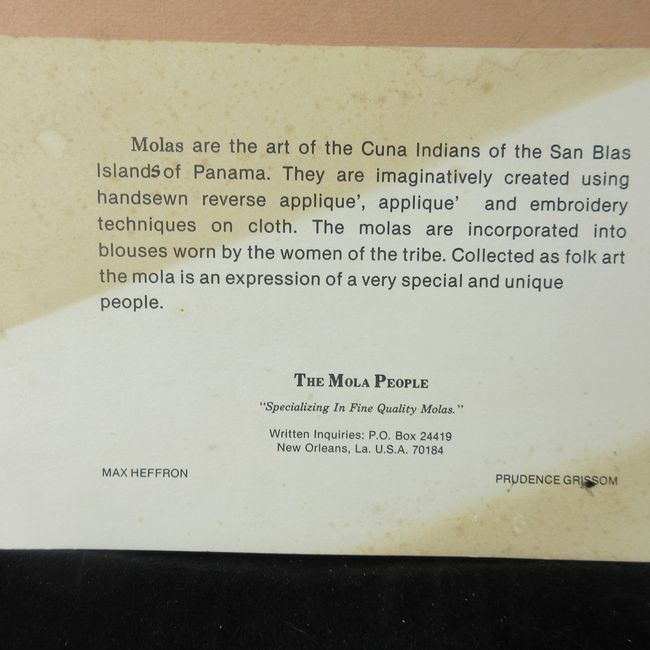 Molas are the art of the Cuna Indians of the San Blas
Islands of Panama. They are imaginatively created using
handsewn reverse applique', applique' and embroidery
techniques on cloth. The molas are incorporated into
blouses worn by the women of the tribe. Collected as folk art
the mola is an expression of a very special and unique
people.
THE MOLA PEOPLE
"Specializing In Fine Quality Molas."
Written Inquiries: P.O. Box 24419
New Orleans, La. U.S.A. 70184
MAX HEFFRON
PRUDENCE GRISSOM